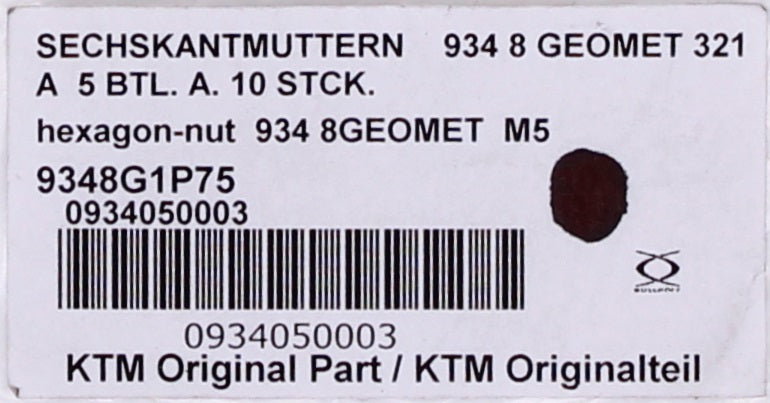 SECHSKANTMUTTERN 934 8 GEOMET 321
A 5 BTL. A. 10 STCK.
hexagon-nut 934 8GEOMET M5
9348G1P75
0934050003
0934050003
KTM Original Part / KTM Originalteil